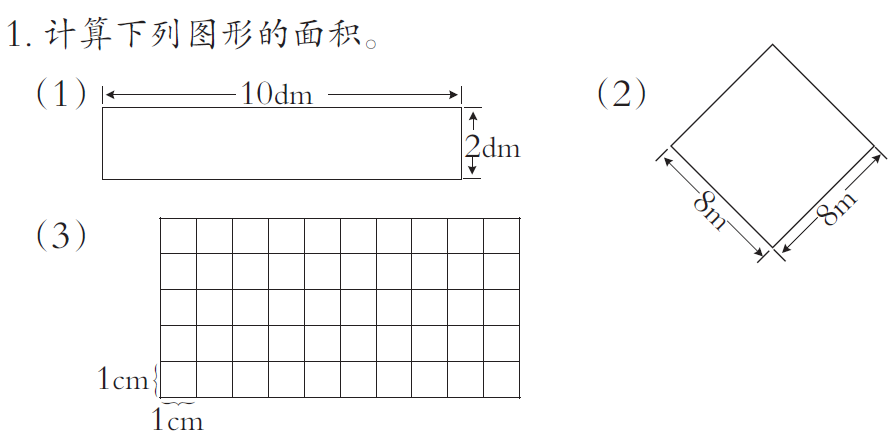 1. 计算下列图形的面积。
（1）
10dm
2dm
（2）
8m
8m
（3）
1cm
1cm